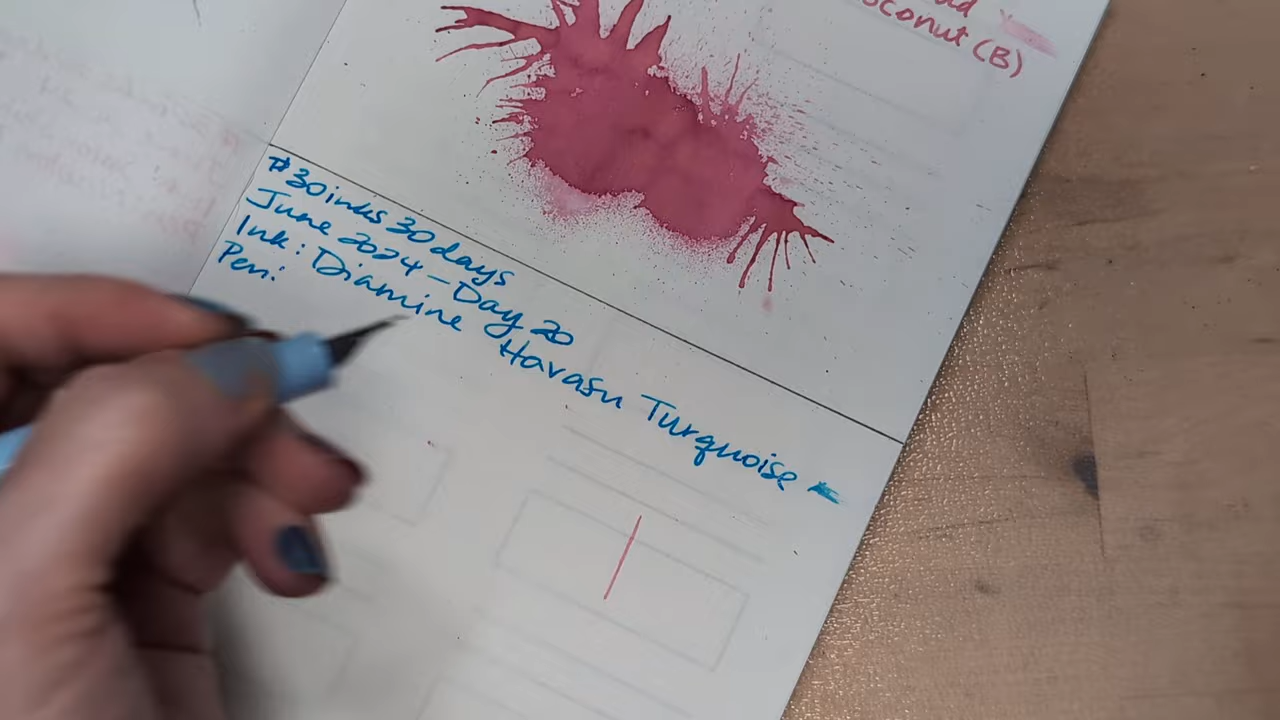 oconut (B)
#30inks30days
June 2024 - Day 20
Ink: Diamine Havasu Turquoise
Pen: